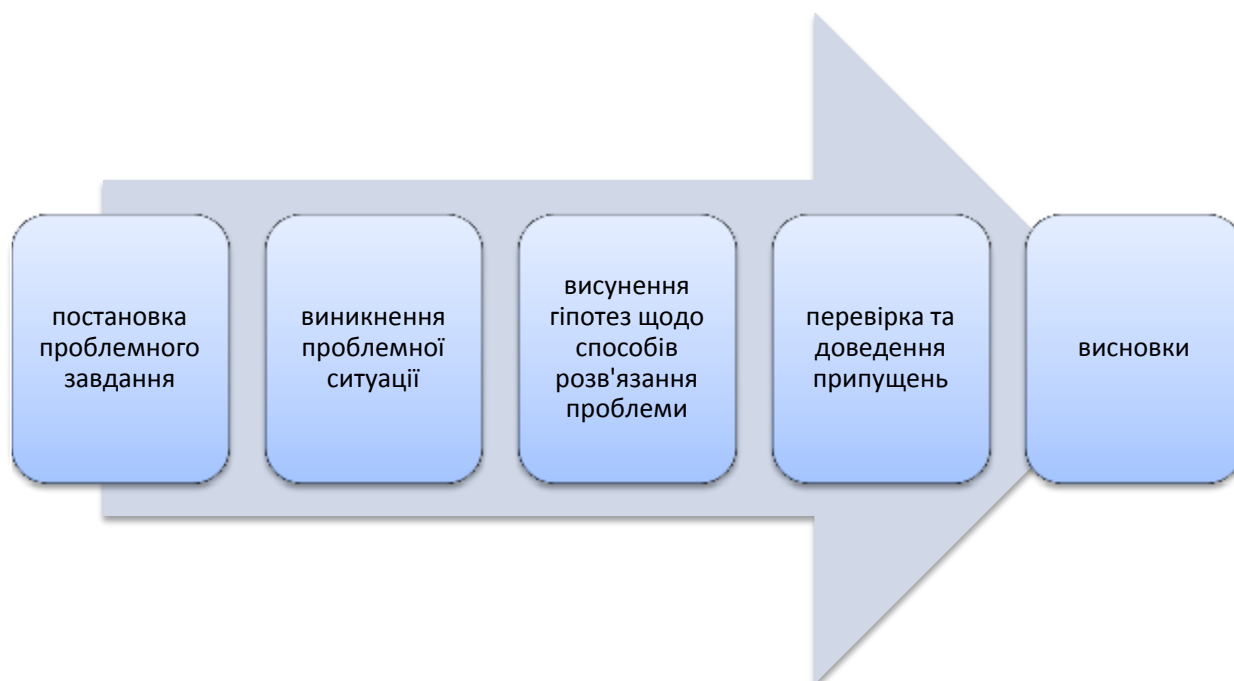 постановка
проблемного
завдання
виникнення
проблемної
ситуації
висунення
гіпотез щодо
способів
розв'язання
проблеми
перевірка та
доведення
припущень
висновки